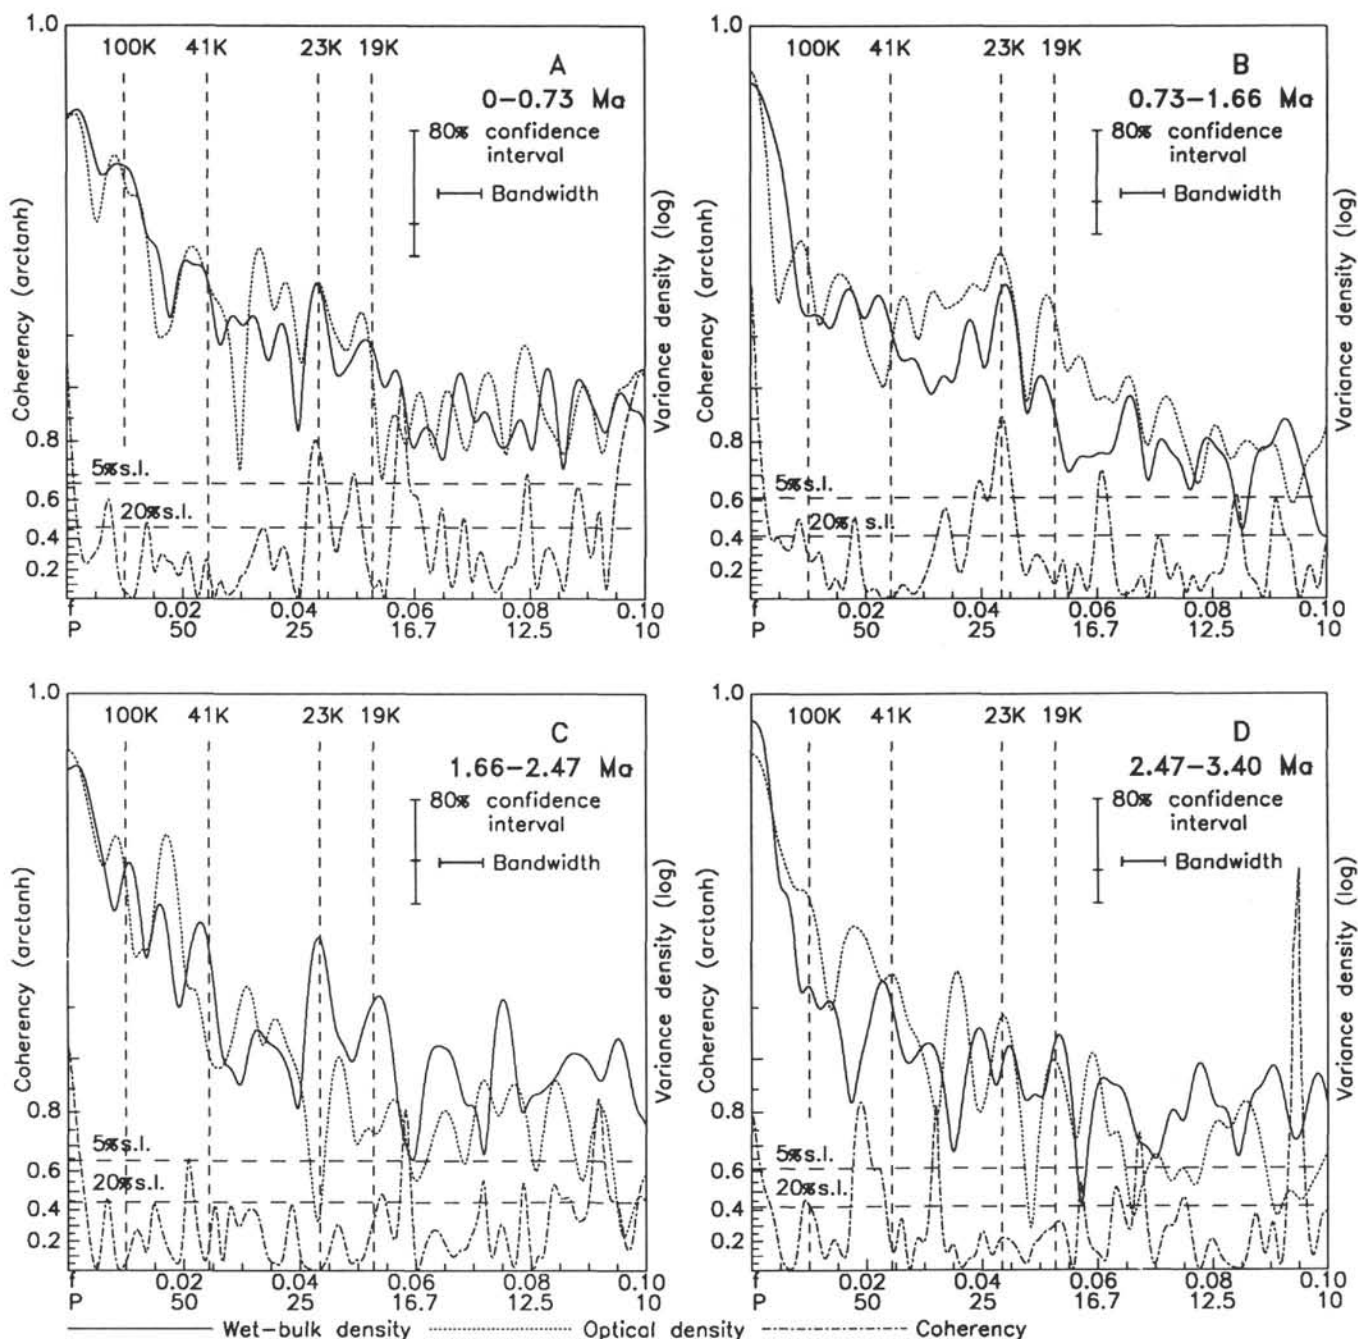 1.0
100K 41K 23K 19K
A
0–0.73 Ma
80% confidence
interval
Bandwidth
Coherency (arctanh)
Variance density (log)
0.8
5% s.l.
0.6
20% s.l.
0.4
0.2
f 0.02 0.04 0.06 0.08 0.10
P 50 25 16.7 12.5 10
1.0
100K 41K 23K 19K
B
0.73–1.66 Ma
80% confidence
interval
Bandwidth
Coherency (arctanh)
Variance density (log)
0.8
5% s.l.
0.6
20% s.l.
0.4
0.2
f 0.02 0.04 0.06 0.08 0.10
P 50 25 16.7 12.5 10
1.0
100K 41K 23K 19K
C
1.66–2.47 Ma
80% confidence
interval
Bandwidth
Coherency (arctanh)
Variance density (log)
0.8
5% s.l.
0.6
20% s.l.
0.4
0.2
f 0.02 0.04 0.06 0.08 0.10
P 50 25 16.7 12.5 10
1.0
100K 41K 23K 19K
D
2.47–3.40 Ma
80% confidence
interval
Bandwidth
Coherency (arctanh)
Variance density (log)
0.8
5% s.l.
0.6
20% s.l.
0.4
0.2
f 0.02 0.04 0.06 0.08 0.10
P 50 25 16.7 12.5 10
Wet-bulk density Optical density Coherency